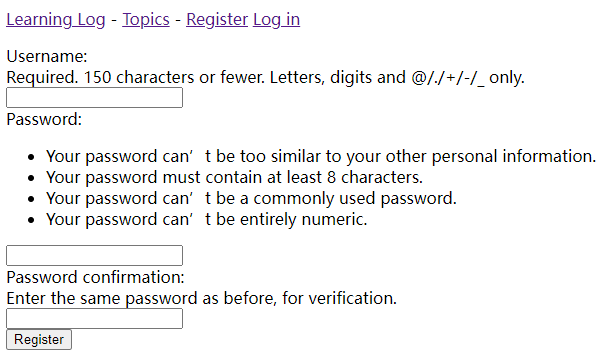 Learning Log - Topics - Register Log in
Username:
Required. 150 characters or fewer. Letters, digits and @/./+/-/_ only.
Password:
Your password can’t be too similar to your other personal information.
Your password must contain at least 8 characters.
Your password can’t be a commonly used password.
Your password can’t be entirely numeric.
Password confirmation:
Enter the same password as before, for verification.
Register